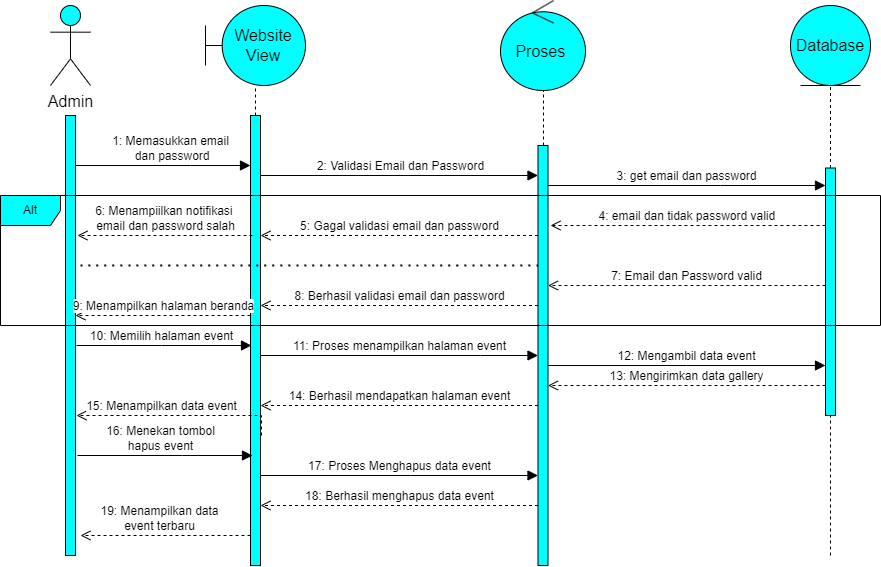 Website
View
Proses
Database
Admin
1: Memasukkan email
dan password
2: Validasi Email dan Password
3: get email dan password
Alt
6: Menampiilkan notifikasi
email dan password salah
5: Gagal validasi email dan password
4: email dan tidak password valid
7: Email dan Password valid
8: Berhasil validasi email dan password
9: Menampilkan halaman beranda
10: Memilih halaman event
11: Proses menampilkan halaman event
12: Mengambil data event
13: Mengirimkan data gallery
14: Berhasil mendapatkan halaman event
15: Menampilkan data event
16: Menekan tombol
hapus event
17: Proses Menghapus data event
18: Berhasil menghapus data event
19: Menampilkan data
event terbaru